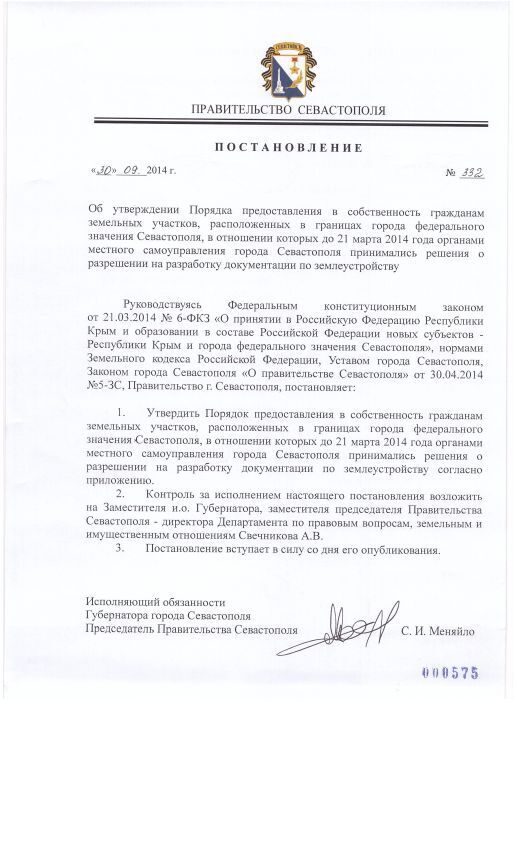 СЕВАСТОПОЛЬ
ПРАВИТЕЛЬСТВО СЕВАСТОПОЛЯ
ПОСТАНОВЛЕНИЕ
«30» 09. 2014 г. № 332
Об утверждении Порядка предоставления в собственность гражданам
земельных участков, расположенных в границах города федерального
значения Севастополя, в отношении которых до 21 марта 2014 года органами
местного самоуправления города Севастополя принимались решения о
разрешении на разработку документации по землеустройству
Руководствуясь Федеральным конституционным законом
от 21.03.2014 № 6-ФКЗ «О принятии в Российскую Федерацию Республики
Крым и образовании в составе Российской Федерации новых субъектов -
Республики Крым и города федерального значения Севастополя», нормами
Земельного кодекса Российской Федерации, Уставом города Севастополя,
Законом города Севастополя «О правительстве Севастополя» от 30.04.2014
№5-ЗС, Правительство г. Севастополя, постановляет:
1. Утвердить Порядок предоставления в собственность гражданам
земельных участков, расположенных в границах города федерального
значения Севастополя, в отношении которых до 21 марта 2014 года органами
местного самоуправления города Севастополя принимались решения о
разрешении на разработку документации по землеустройству согласно
приложению.
2. Контроль за исполнением настоящего постановления возложить
на Заместителя и.о. Губернатора, заместителя председателя Правительства
Севастополя - директора Департамента по правовым вопросам, земельным и
имущественным отношениям Свечникова А.В.
3. Постановление вступает в силу со дня его опубликования.
Исполняющий обязанности
Губернатора города Севастополя
Председатель Правительства Севастополя С. И. Меняйло
000575